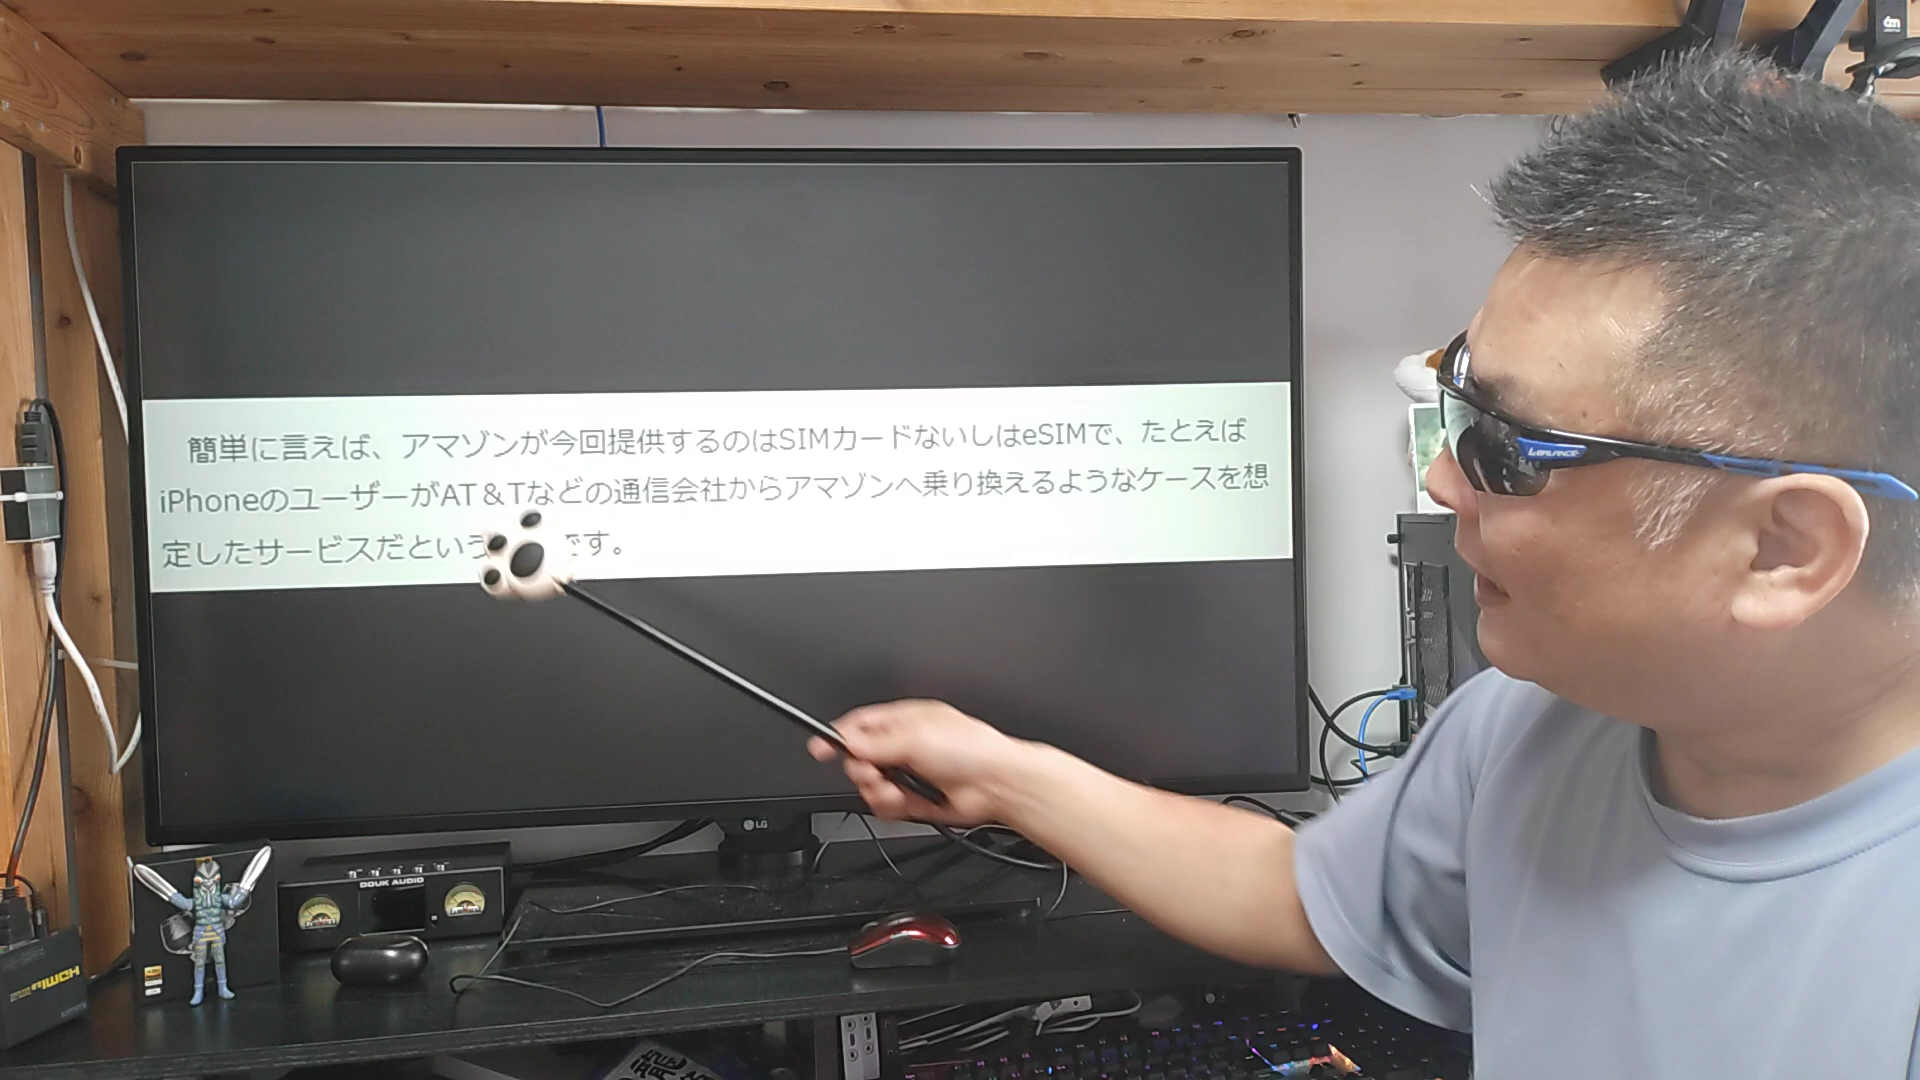 簡単に言えば、アマゾンが今回提供するのはSIMカードないしはeSIMで、たとえば
iPhoneのユーザーがAT&Tなどの通信会社からアマゾンへ乗り換えるようなケースを想
定したサービスだという
です。
L-BALANCE
LG
DOUK AUDIO